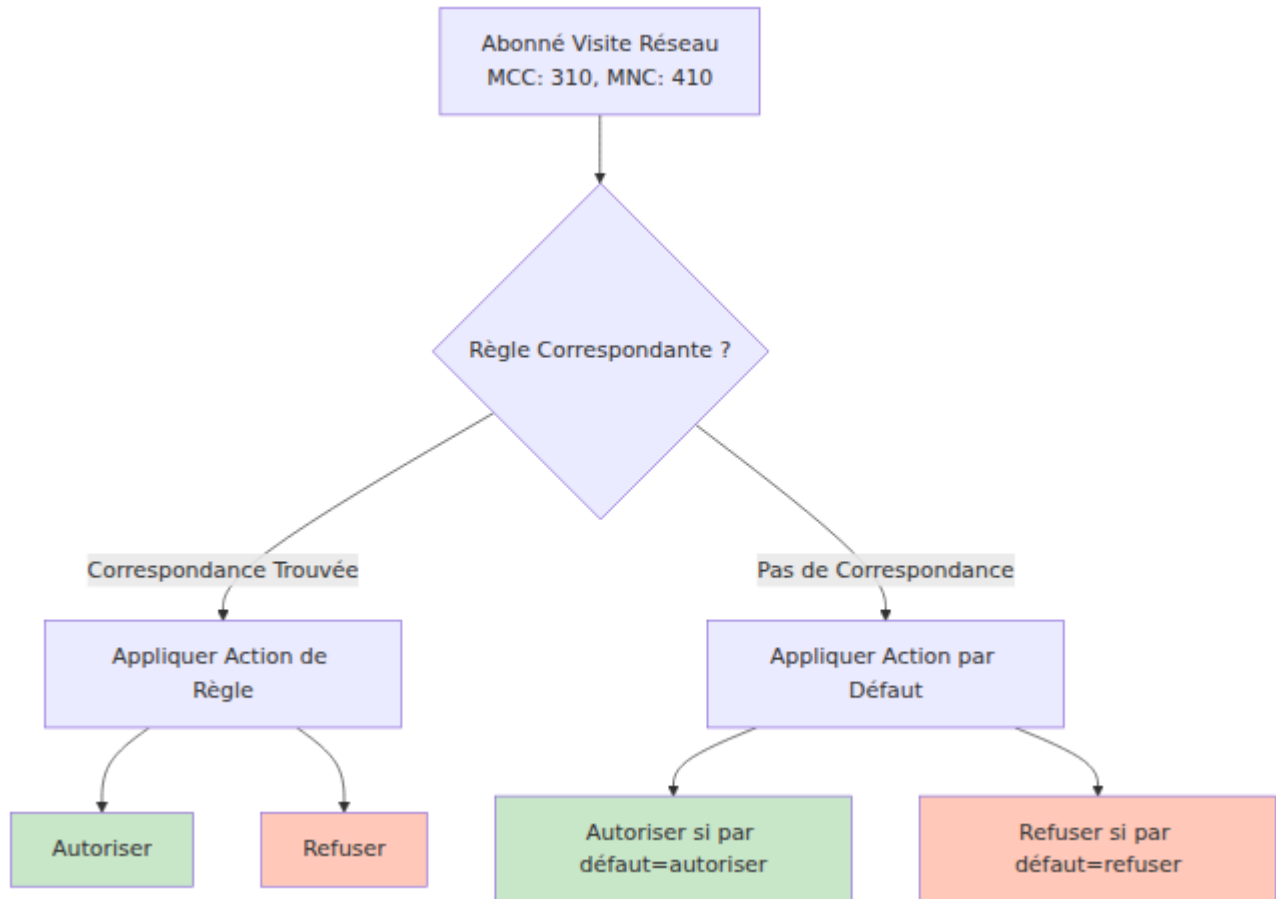 Abonné Visite Réseau
MCC: 310, MNC: 410
Règle Correspondante ?
Correspondance Trouvée
Pas de Correspondance
Appliquer Action de
Règle
Appliquer Action par
Défaut
Autoriser
Refuser
Autoriser si par
défaut=autoriser
Refuser si par
défaut=refuser